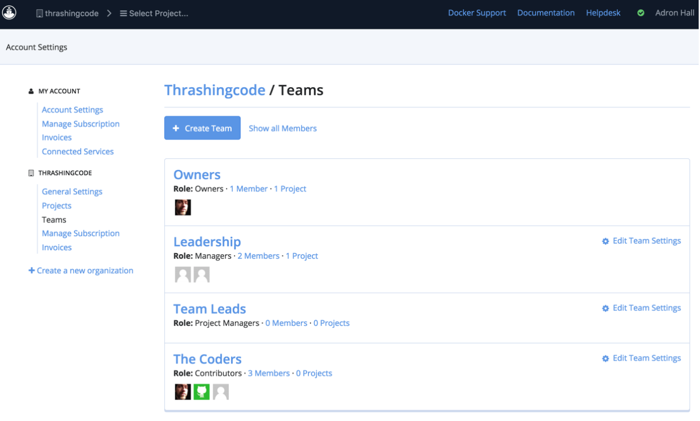 thrashingcode
Select Project...
Docker Support
Documentation
Helpdesk
Adron Hall
Account Settings
MY ACCOUNT
Account Settings
Manage Subscription
Invoices
Connected Services
THRASHINGCODE
General Settings
Projects
Teams
Manage Subscription
Invoices
Create a new organization
Thrashingcode / Teams
Create Team
Show all Members
Owners
Role: Owners · 1 Member · 1 Project
Leadership
Edit Team Settings
Role: Managers · 2 Members · 1 Project
Team Leads
Edit Team Settings
Role: Project Managers · 0 Members · 0 Projects
The Coders
Edit Team Settings
Role: Contributors · 3 Members · 0 Projects